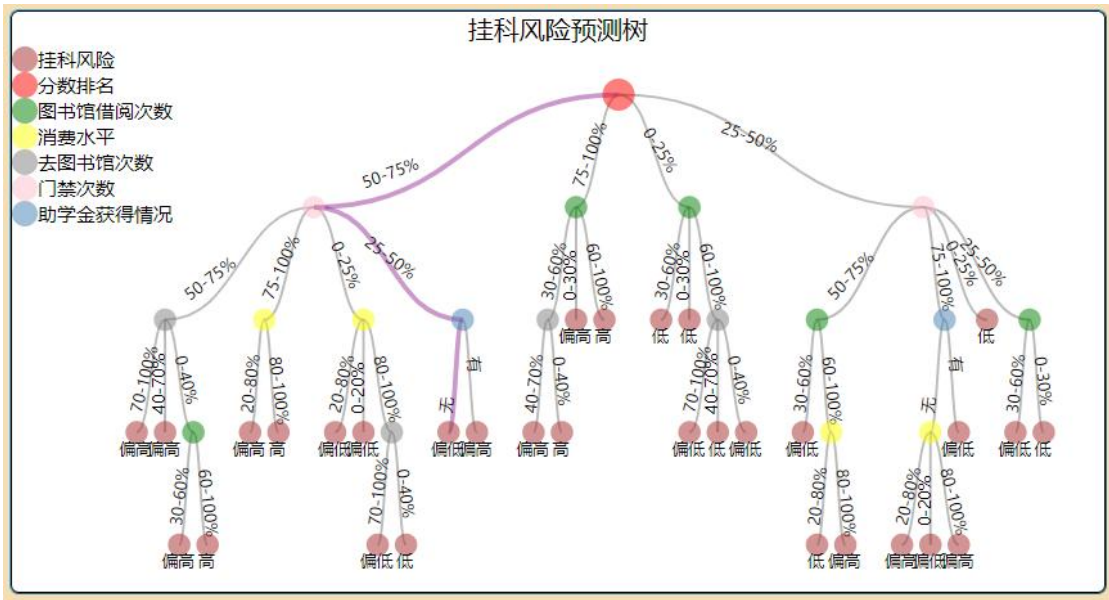 挂科风险预测树
挂科风险
分数排名
图书馆借阅次数
消费水平
去图书馆次数
门禁次数
助学金获得情况
50-75%
75-100%
0-25%
25-50%
50-75%
75-100%
0-25%
25-50%
30-60%
0-30%
60-100%
30-60%
0-30%
60-100%
50-75%
75-100%
0-25%
25-50%
偏高
高
低
低
低
70-100%
40-70%
0-40%
20-80%
80-100%
20-80%
0-20%
80-100%
无
有
40-70%
0-40%
70-100%
40-70%
0-40%
30-60%
60-100%
无
有
30-60%
0-30%
偏高
偏高
偏高
高
偏低
偏低
偏低
偏高
偏高
高
偏低
低
偏低
偏低
偏低
偏低
低
30-60%
60-100%
70-100%
0-40%
20-80%
80-100%
20-80%
0-20%
80-100%
偏高
高
偏低
低
低
偏高
偏高
偏低
偏高